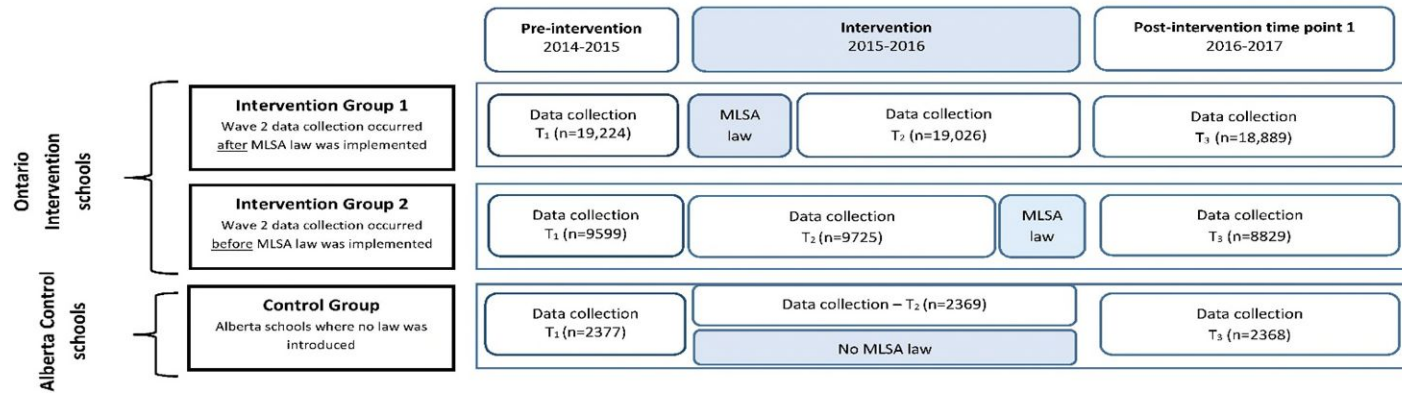 Pre-intervention
2014-2015
Intervention
2015-2016
Post-intervention time point 1
2016-2017
Ontario
Intervention
schools
Intervention Group 1
Wave 2 data collection occurred
after MLSA law was implemented
Data collection
T₁ (n=19,224)
MLSA
law
Data collection
T₂ (n=19,026)
Data collection
T₃ (n=18,889)
Intervention Group 2
Wave 2 data collection occurred
before MLSA law was implemented
Data collection
T₁ (n=9599)
Data collection
T₂ (n=9725)
MLSA
law
Data collection
T₃ (n=8829)
Alberta Control
schools
Control Group
Alberta schools where no law was
introduced
Data collection
T₁ (n=2377)
Data collection – T₂ (n=2369)
No MLSA law
Data collection
T₃ (n=2368)